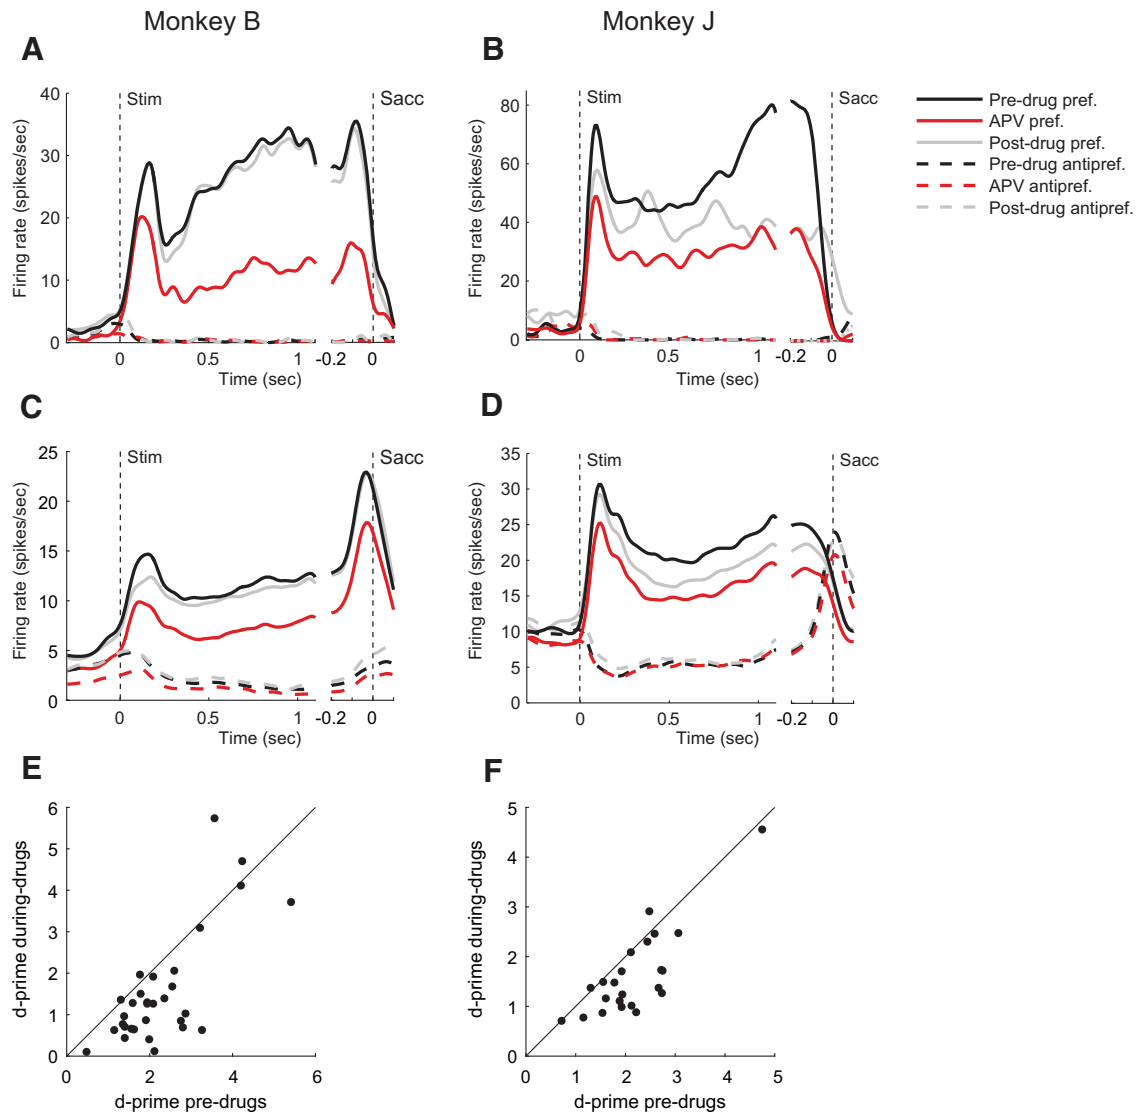 Monkey B
Monkey J
A
B
Stim
Sacc
Stim
Sacc
Firing rate (spikes/sec)
40
30
20
10
0
0
0.5
1
-0.2
0
Time (sec)
Firing rate (spikes/sec)
80
60
40
20
0
0
0.5
1
-0.2
0
Time (sec)
Pre-drug pref.
APV pref.
Post-drug pref.
Pre-drug antipref.
APV antipref.
Post-drug antipref.
C
D
Stim
Sacc
Stim
Sacc
Firing rate (spikes/sec)
25
20
15
10
5
0
0
0.5
1
-0.2
0
Time (sec)
Firing rate (spikes/sec)
35
30
25
20
15
10
5
0
0
0.5
1
-0.2
0
Time (sec)
E
F
d-prime during-drugs
6
5
4
3
2
1
0
0
2
4
6
d-prime pre-drugs
d-prime during-drugs
5
4
3
2
1
0
0
1
2
3
4
5
d-prime pre-drugs